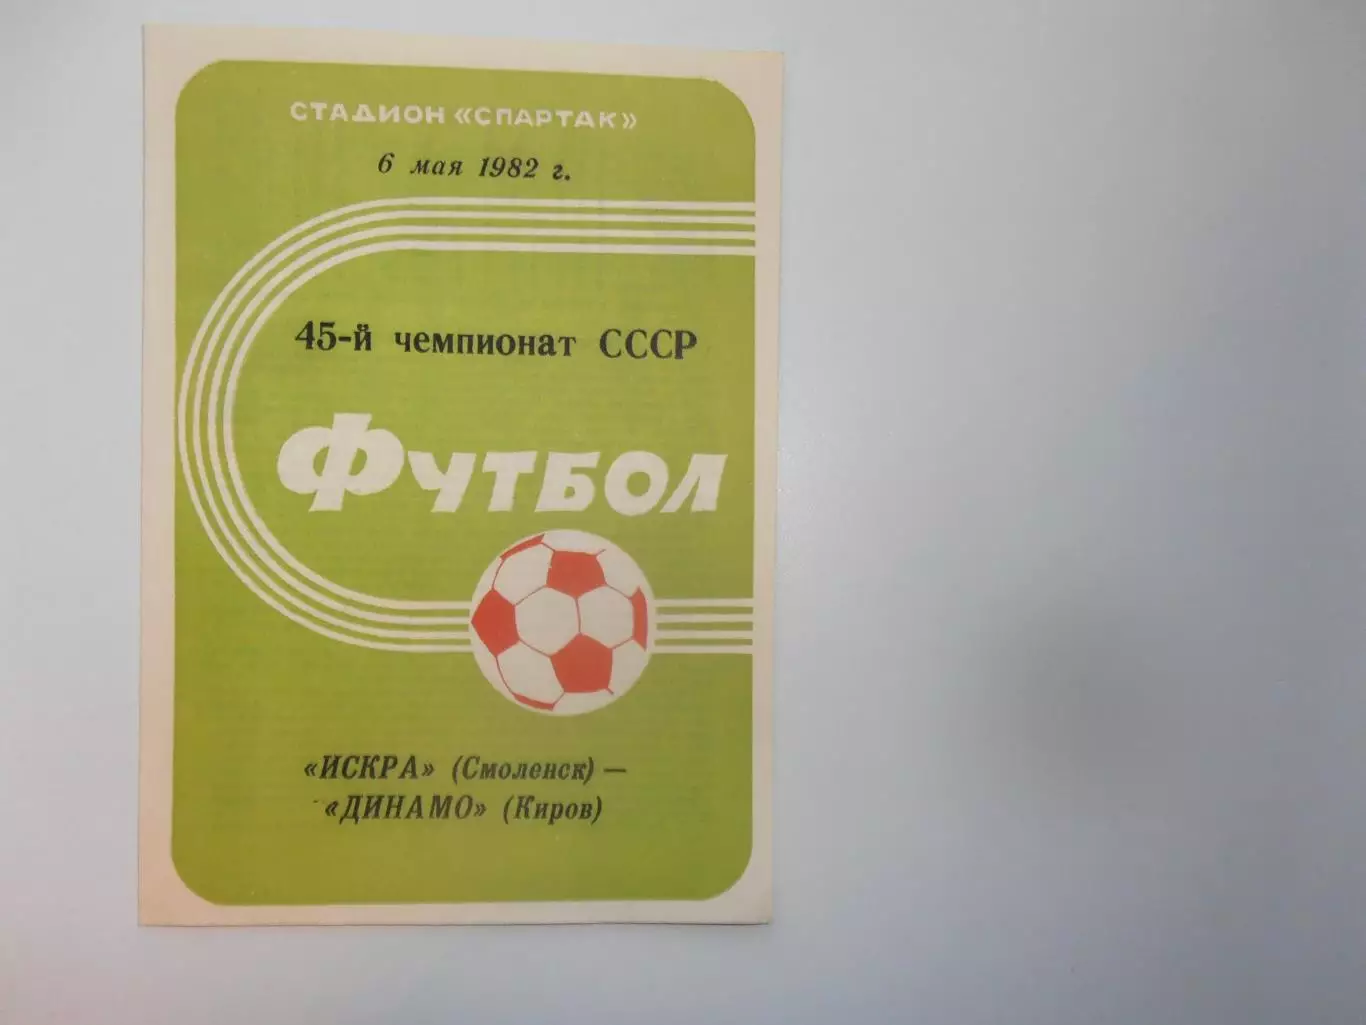 СТАДИОН «СПАРТАК»
6 мая 1982 г.
45-й чемпионат СССР
ФУТБОЛ
«ИСКРА» (Смоленск) —
«ДИНАМО» (Киров)